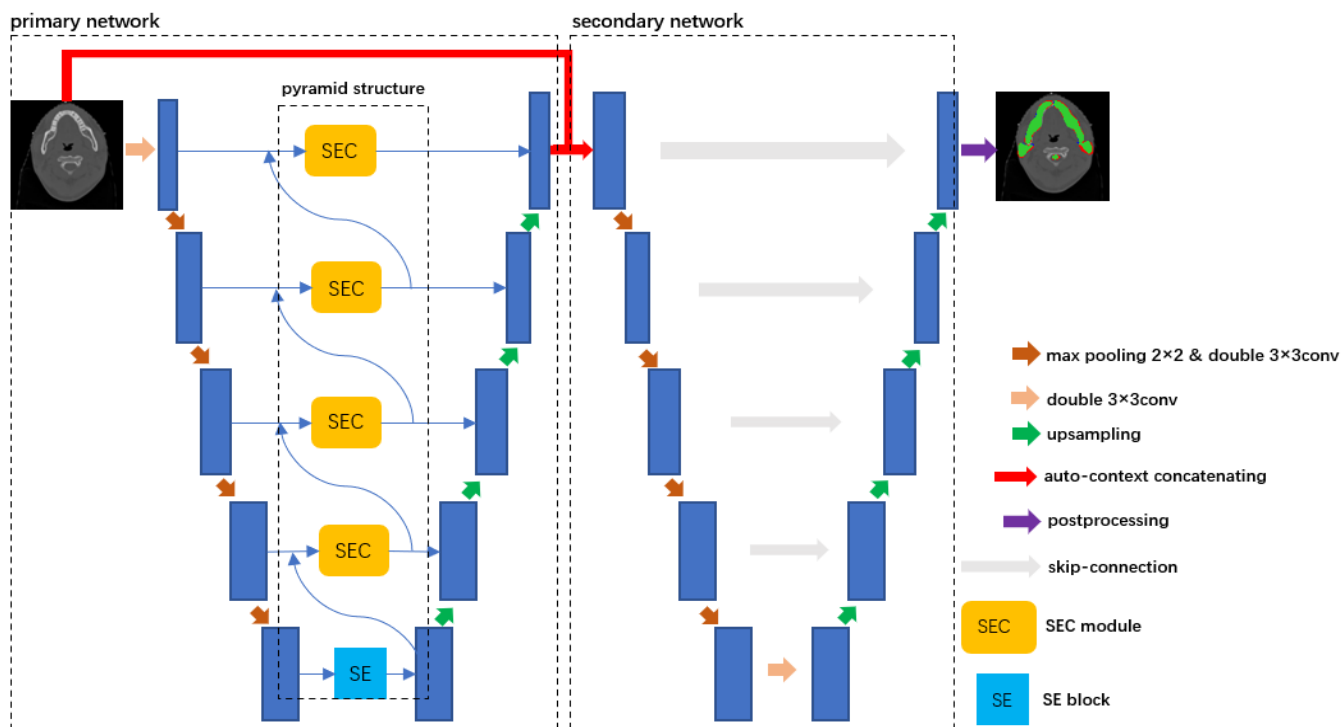 primary network
secondary network
pyramid structure
SEC
SEC
SEC
SEC
SE
max pooling 2×2 & double 3×3conv
double 3×3conv
upsampling
auto-context concatenating
postprocessing
skip-connection
SEC
SEC module
SE
SE block